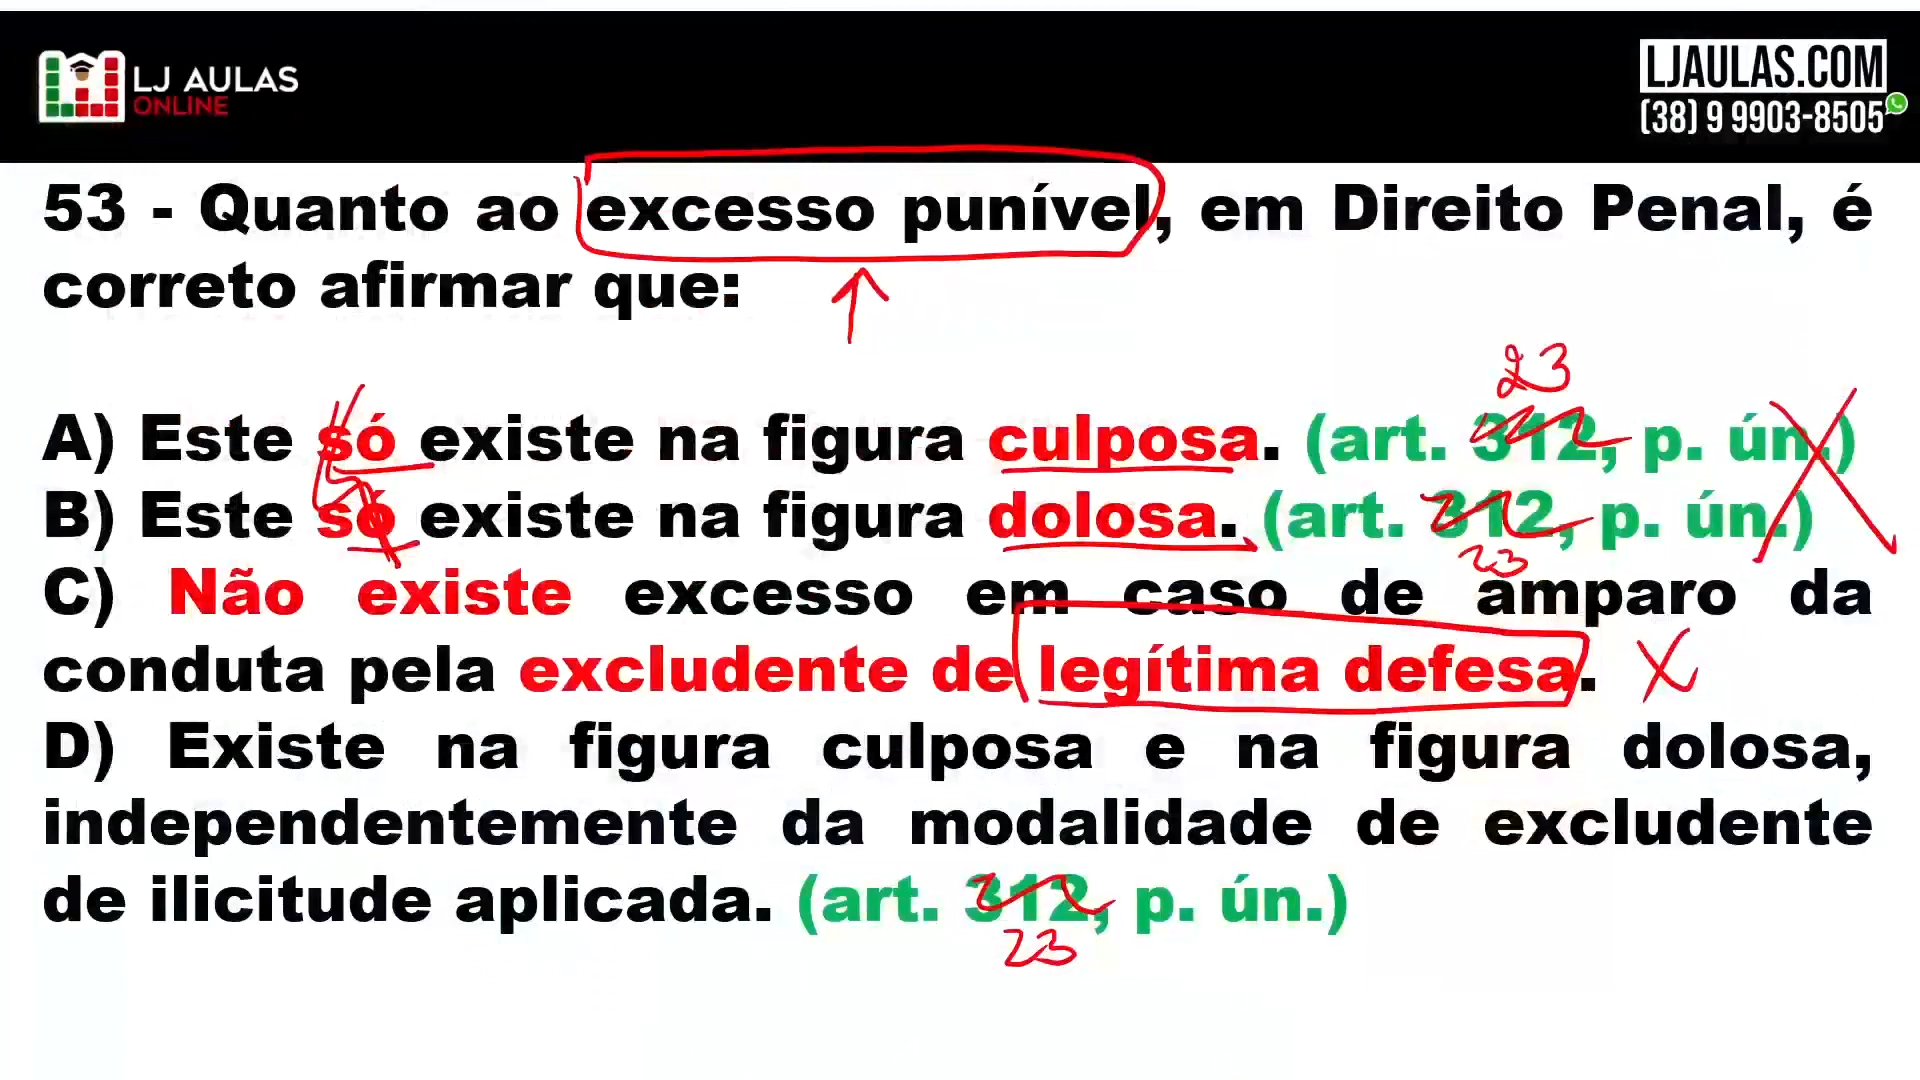 LJ AULAS
ONLINE
LJAULAS.COM
(38) 9 9903-8505
53 - Quanto ao excesso punível, em Direito Penal, é
correto afirmar que:
23
A) Este só existe na figura culposa. (art. 312, p. ún.)
B) Este só existe na figura dolosa. (art. 312, p. ún.)
23
C) Não existe excesso em caso de amparo da
conduta pela excludente de legítima defesa.
D) Existe na figura culposa e na figura dolosa,
independentemente da modalidade de excludente
de ilicitude aplicada. (art. 312, p. ún.)
23